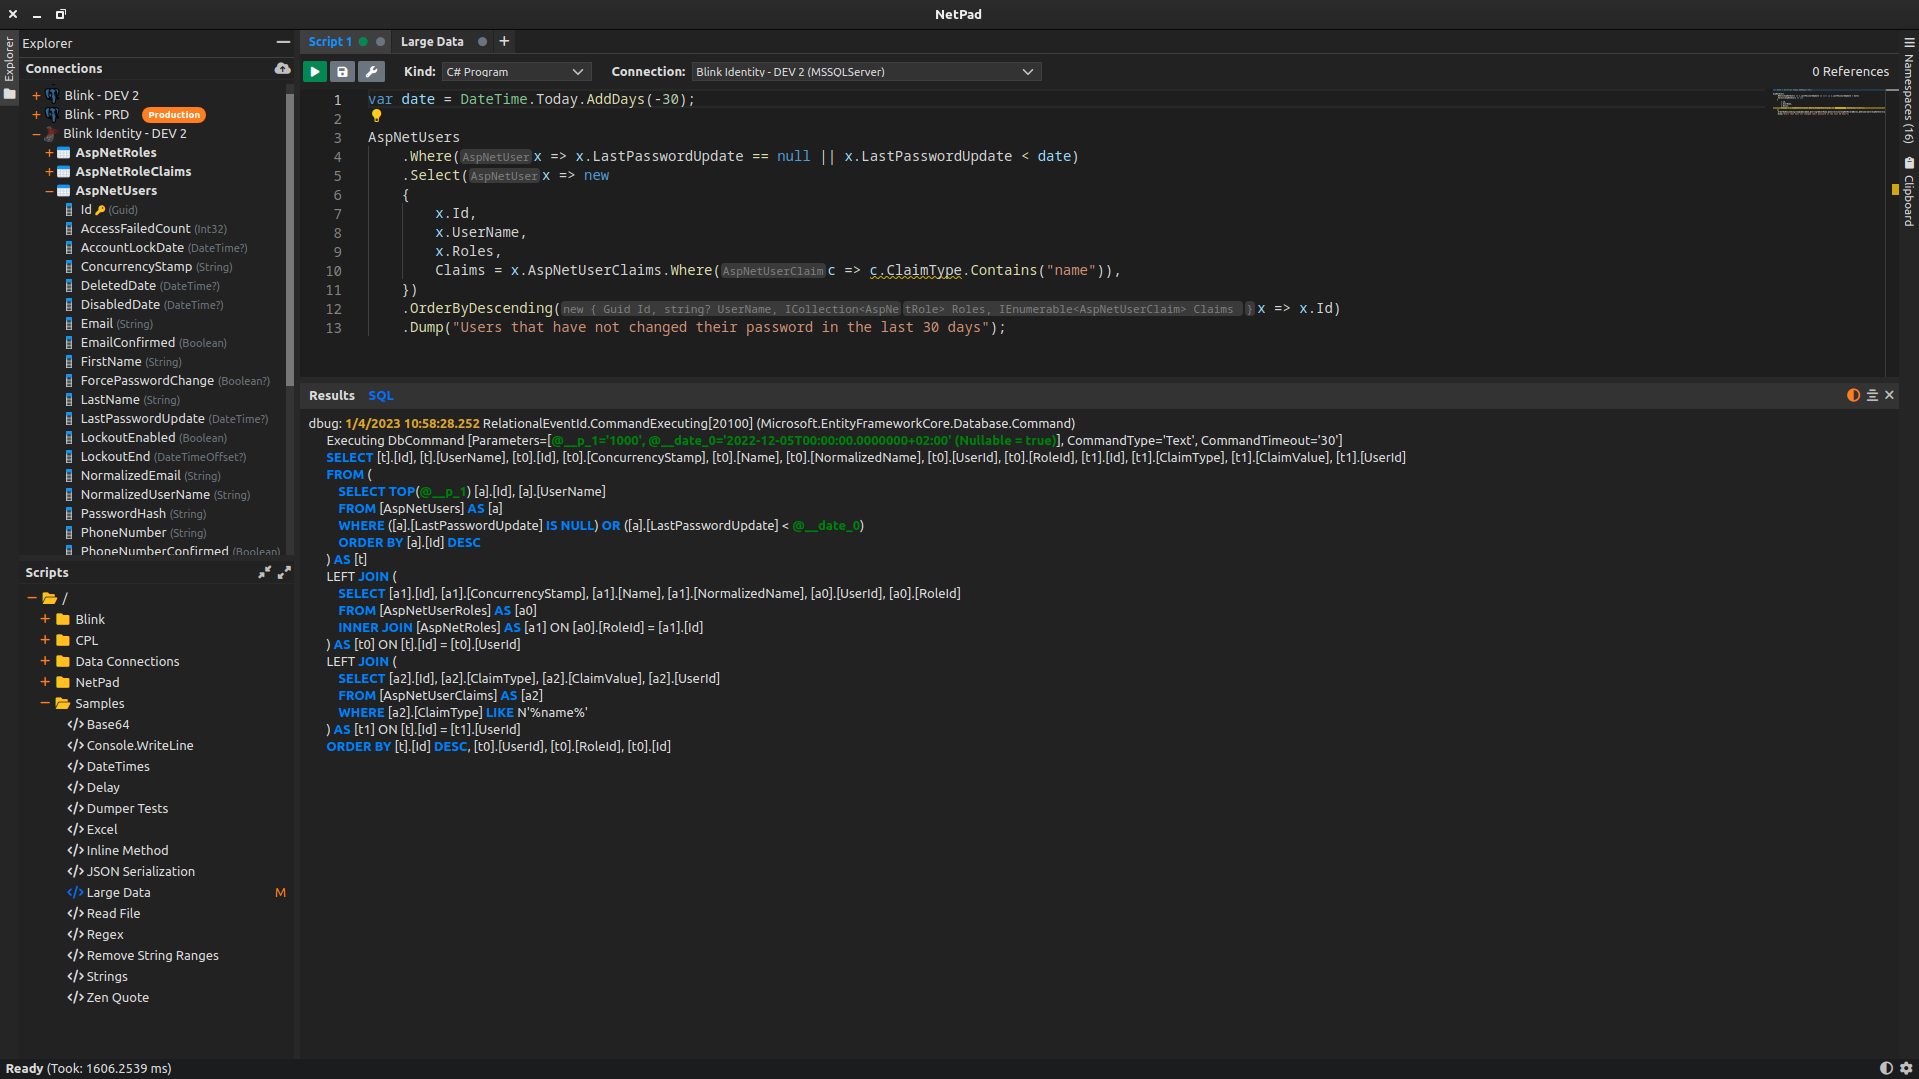 NetPad
Explorer
Explorer
Connections
Blink - DEV 2
Blink - PRD Production
Blink Identity - DEV 2
AspNetRoles
AspNetRoleClaims
AspNetUsers
Id (Guid)
AccessFailedCount (Int32)
AccountLockDate (DateTime?)
ConcurrencyStamp (String)
DeletedDate (DateTime?)
DisabledDate (DateTime?)
Email (String)
EmailConfirmed (Boolean)
FirstName (String)
ForcePasswordChange (Boolean?)
LastName (String)
LastPasswordUpdate (DateTime?)
LockoutEnabled (Boolean)
LockoutEnd (DateTimeOffset?)
NormalizedEmail (String)
NormalizedUserName (String)
PasswordHash (String)
PhoneNumber (String)
PhoneNumberConfirmed (Boolean)
Scripts
/
Blink
CPL
Data Connections
NetPad
Samples
Base64
Console.WriteLine
DateTimes
Delay
Dumper Tests
Excel
Inline Method
JSON Serialization
Large Data M
Read File
Regex
Remove String Ranges
Strings
Zen Quote
Script 1 Large Data +
Kind: C# Program Connection: Blink Identity - DEV 2 (MSSQLServer) 0 References
1 var date = DateTime.Today.AddDays(-30);
2
3 AspNetUsers
4 .Where(AspNetUser x => x.LastPasswordUpdate == null || x.LastPasswordUpdate < date)
5 .Select(AspNetUser x => new
6 {
7 x.Id,
8 x.UserName,
9 x.Roles,
10 Claims = x.AspNetUserClaims.Where(AspNetUserClaim c => c.ClaimType.Contains("name")),
11 })
12 .OrderByDescending(new { Guid Id, string? UserName, ICollection<AspNetRole> Roles, IEnumerable<AspNetUserClaim> Claims } x => x.Id)
13 .Dump("Users that have not changed their password in the last 30 days");
Namespaces (16)
Clipboard
Results SQL
dbug: 1/4/2023 10:58:28.252 RelationalEventId.CommandExecuting[20100] (Microsoft.EntityFrameworkCore.Database.Command)
Executing DbCommand [Parameters=[@__p_1='1000', @__date_0='2022-12-05T00:00:00.0000000+02:00' (Nullable = true)], CommandType='Text', CommandTimeout='30']
SELECT [t].[Id], [t].[UserName], [t0].[Id], [t0].[ConcurrencyStamp], [t0].[Name], [t0].[NormalizedName], [t0].[UserId], [t0].[RoleId], [t1].[Id], [t1].[ClaimType], [t1].[ClaimValue], [t1].[UserId]
FROM (
SELECT TOP(@__p_1) [a].[Id], [a].[UserName]
FROM [AspNetUsers] AS [a]
WHERE ([a].[LastPasswordUpdate] IS NULL) OR ([a].[LastPasswordUpdate] < @__date_0)
ORDER BY [a].[Id] DESC
) AS [t]
LEFT JOIN (
SELECT [a1].[Id], [a1].[ConcurrencyStamp], [a1].[Name], [a1].[NormalizedName], [a0].[UserId], [a0].[RoleId]
FROM [AspNetUserRoles] AS [a0]
INNER JOIN [AspNetRoles] AS [a1] ON [a0].[RoleId] = [a1].[Id]
) AS [t0] ON [t].[Id] = [t0].[UserId]
LEFT JOIN (
SELECT [a2].[Id], [a2].[ClaimType], [a2].[ClaimValue], [a2].[UserId]
FROM [AspNetUserClaims] AS [a2]
WHERE [a2].[ClaimType] LIKE N'%name%'
) AS [t1] ON [t].[Id] = [t1].[UserId]
ORDER BY [t].[Id] DESC, [t0].[UserId], [t0].[RoleId], [t0].[Id]
Ready (Took: 1606.2539 ms)